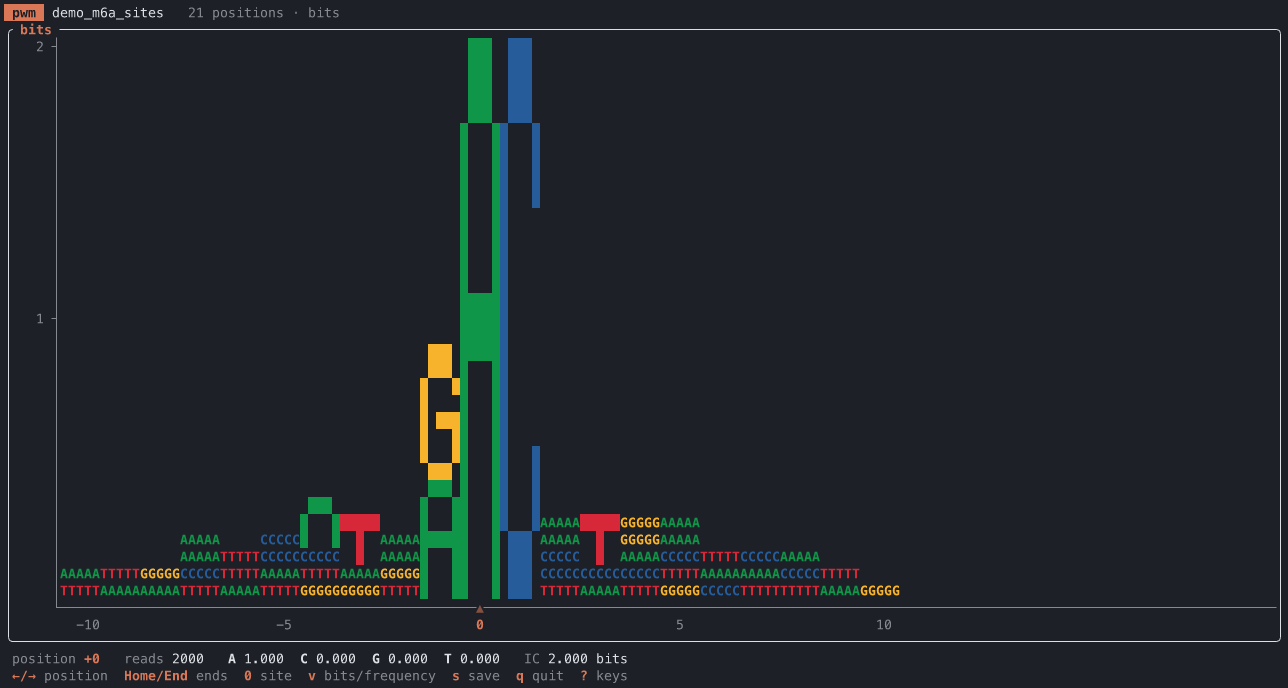 pwm demo_m6a_sites 21 positions · bits
bits
2
A C
1
G
A T A T
AAAAA GGGGGAAAAA
AAAAA CCCCC AAAAA AAAAA GGGGGAAAAA
AAAAATTTTTCCCCCCCCCC AAAAA CCCCC AAAAACCCCCTTTTTCCCCCAAAAA
AAAAATTTTTGGGGGCCCCCTTTTTAAAAATTTTTAAAAAGGGGG CCCCCCCCCCCCCCCTTTTTAAAAAAAAAACCCCCTTTTT
TTTTTAAAAAAAAAATTTTTAAAAATTTTTGGGGGGGGGGTTTTT TTTTTAAAAATTTTTGGGGGCCCCCTTTTTTTTTTAAAAAGGGGG
−10 −5 0 5 10
position +0 reads 2000 A 1.000 C 0.000 G 0.000 T 0.000 IC 2.000 bits
←/→ position Home/End ends 0 site v bits/frequency s save q quit ? keys